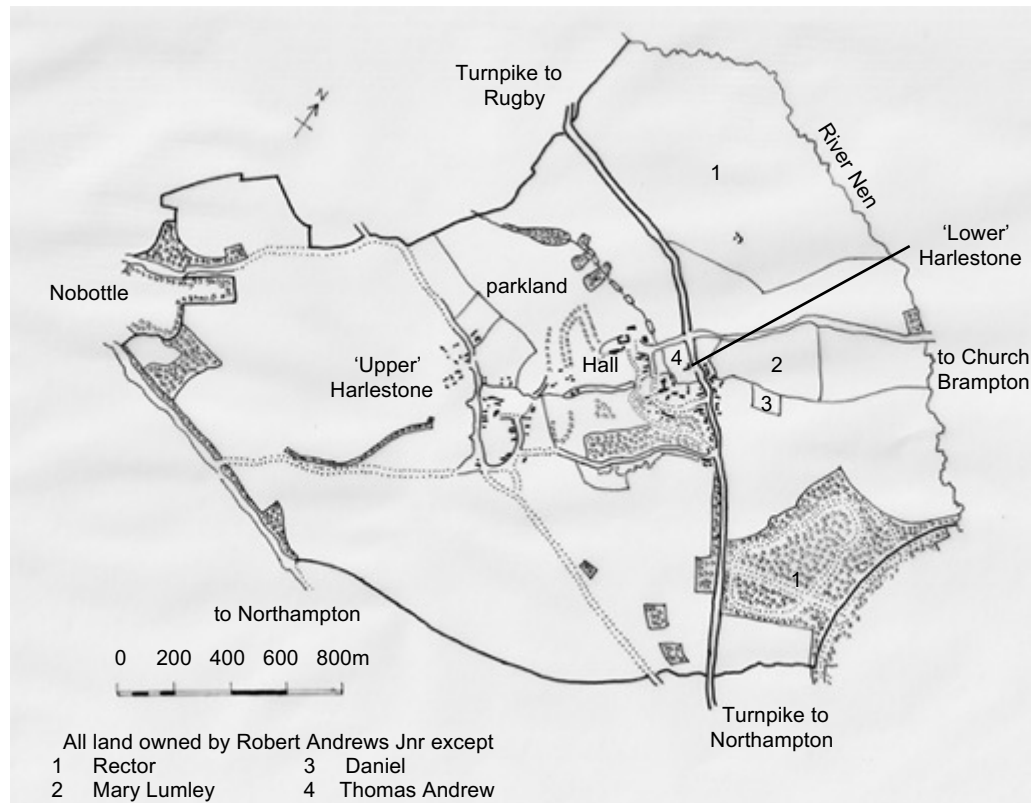 Turnpike to
Rugby
N
1
River Nen
'Lower'
Harlestone
Nobottle
parkland
'Upper'
Harlestone
Hall
4
2
to Church
Brampton
3
1
to Northampton
0 200 400 600 800m
Turnpike to
Northampton
All land owned by Robert Andrews Jnr except
1 Rector 3 Daniel
2 Mary Lumley 4 Thomas Andrew